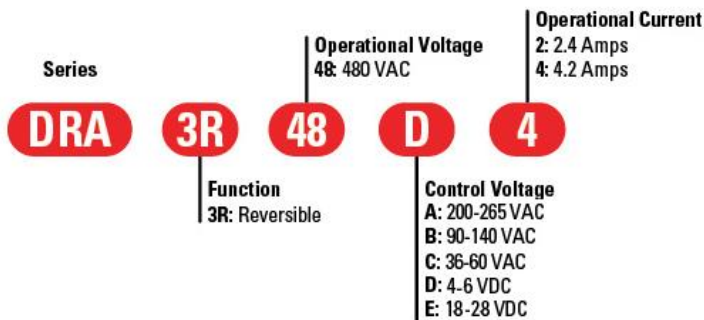 Operational Current
2: 2.4 Amps
4: 4.2 Amps
Operational Voltage
48: 480 VAC
Series
DRA 3R 48 D 4
Function
3R: Reversible
Control Voltage
A: 200-265 VAC
B: 90-140 VAC
C: 36-60 VAC
D: 4-6 VDC
E: 18-28 VDC